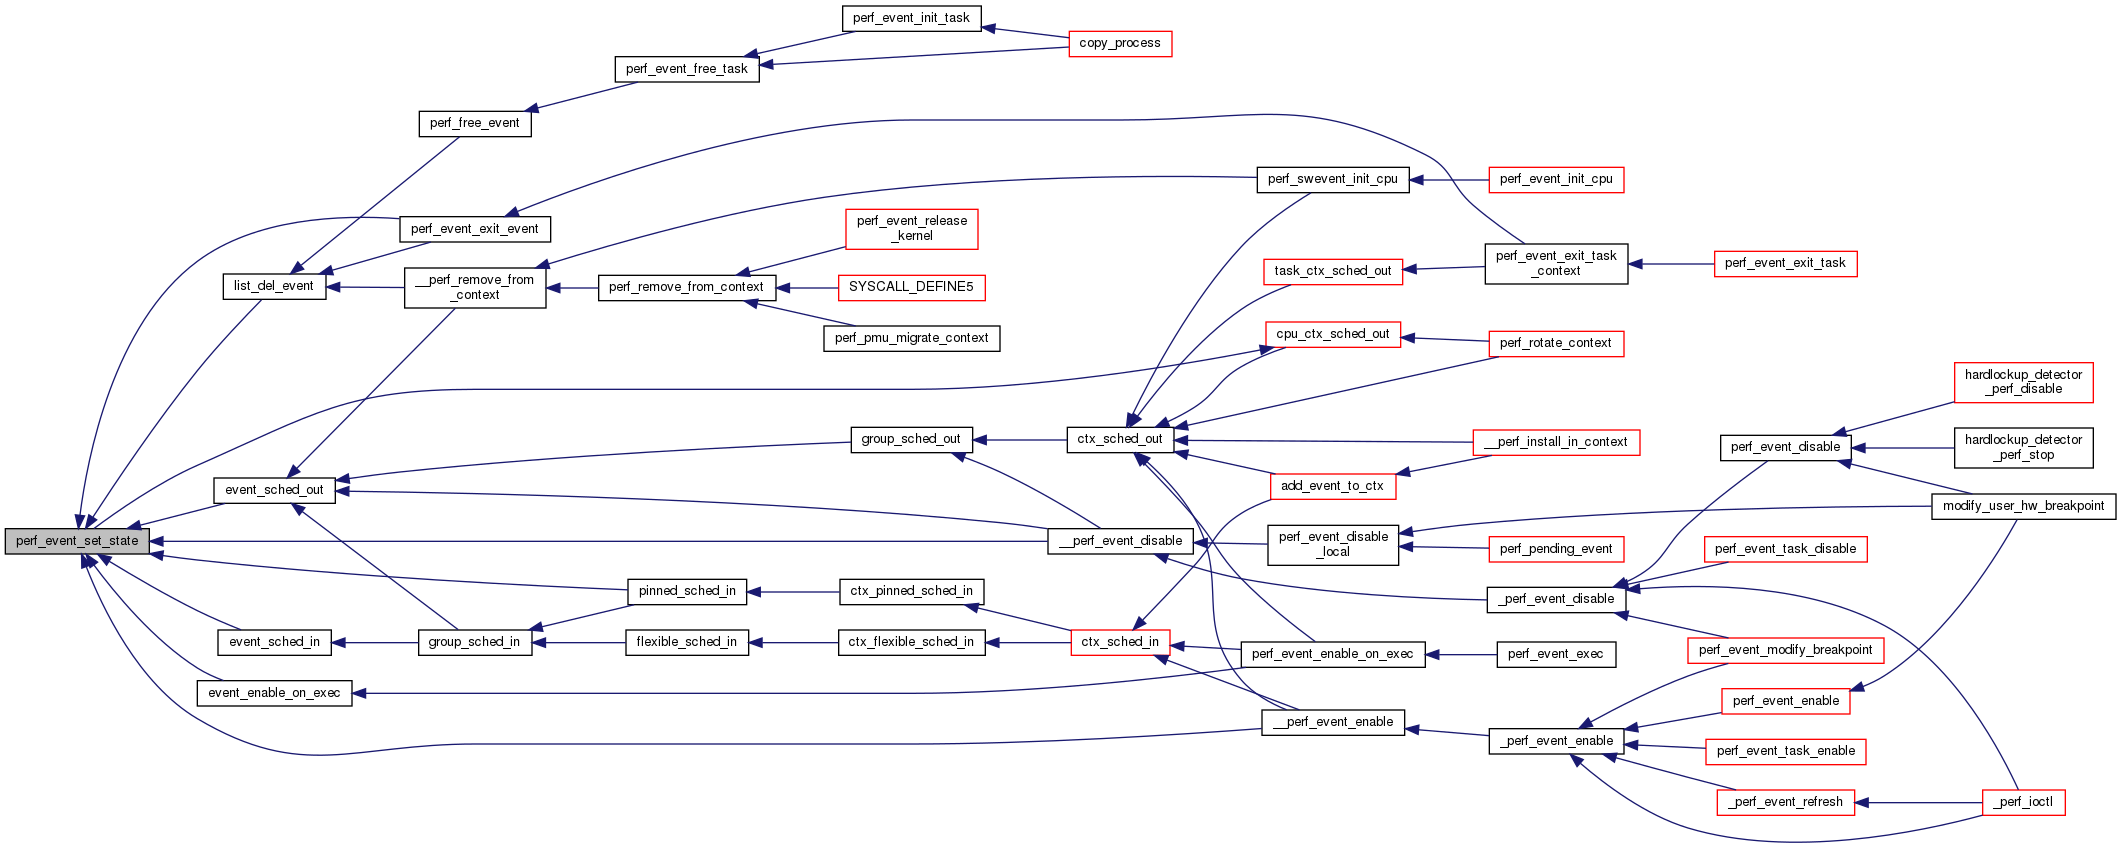 perf_event_init_task
copy_process
perf_event_free_task
perf_free_event
perf_swevent_init_cpu
perf_event_init_cpu
perf_event_exit_event
perf_event_release
_kernel
perf_event_exit_task
_context
perf_event_exit_task
list_del_event
__perf_remove_from
_context
perf_remove_from_context
SYSCALL_DEFINE5
task_ctx_sched_out
perf_pmu_migrate_context
cpu_ctx_sched_out
perf_rotate_context
hardlockup_detector
_perf_disable
group_sched_out
ctx_sched_out
__perf_install_in_context
perf_event_disable
hardlockup_detector
_perf_stop
event_sched_out
add_event_to_ctx
modify_user_hw_breakpoint
perf_event_set_state
__perf_event_disable
perf_event_disable
_local
perf_pending_event
perf_event_task_disable
pinned_sched_in
ctx_pinned_sched_in
_perf_event_disable
event_sched_in
group_sched_in
flexible_sched_in
ctx_flexible_sched_in
ctx_sched_in
perf_event_enable_on_exec
perf_event_exec
perf_event_modify_breakpoint
event_enable_on_exec
perf_event_enable
__perf_event_enable
_perf_event_enable
perf_event_task_enable
_perf_event_refresh
_perf_ioctl